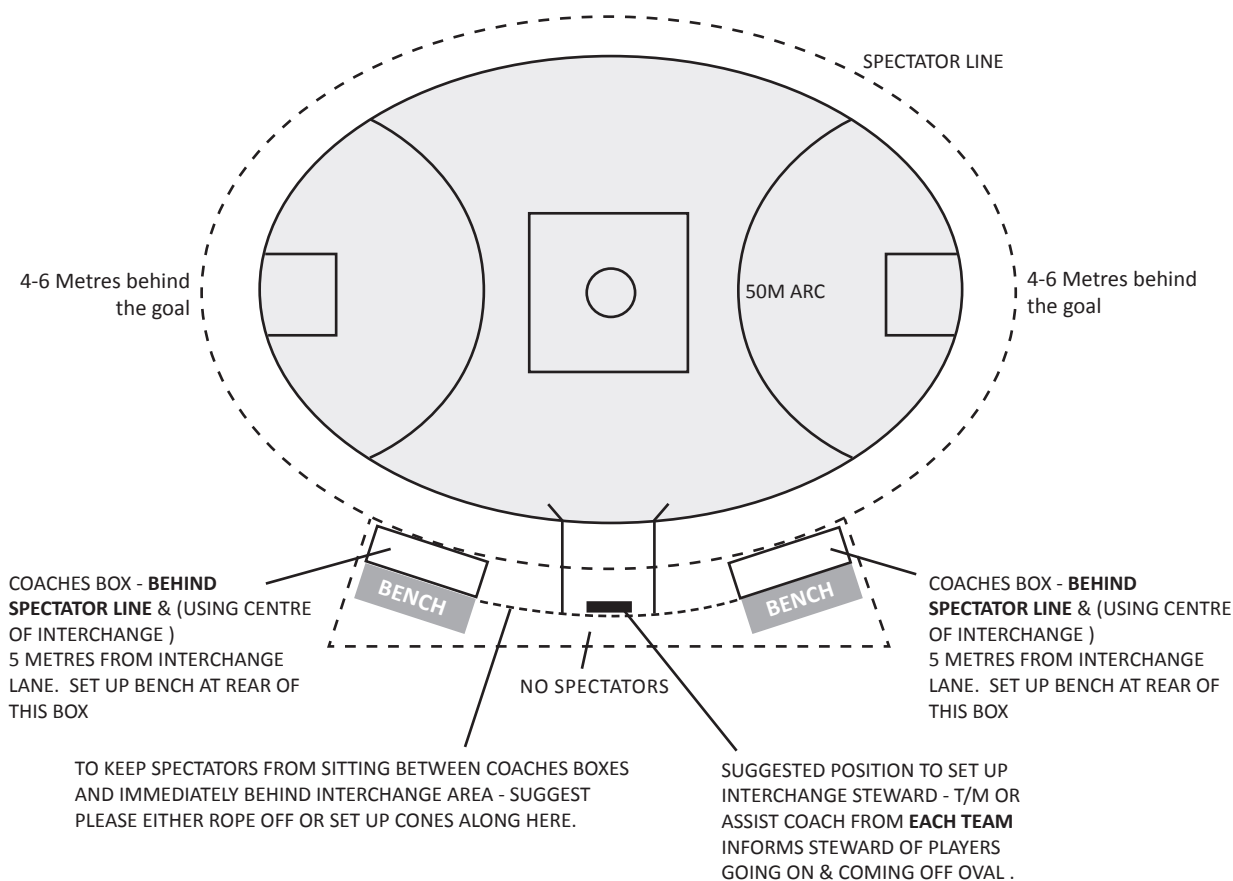 SPECTATOR LINE
4-6 Metres behind
the goal
50M ARC
4-6 Metres behind
the goal
COACHES BOX - BEHIND
SPECTATOR LINE & (USING CENTRE
OF INTERCHANGE )
5 METRES FROM INTERCHANGE
LANE. SET UP BENCH AT REAR OF
THIS BOX
BENCH
BENCH
COACHES BOX - BEHIND
SPECTATOR LINE & (USING CENTRE
OF INTERCHANGE )
5 METRES FROM INTERCHANGE
LANE. SET UP BENCH AT REAR OF
THIS BOX
NO SPECTATORS
TO KEEP SPECTATORS FROM SITTING BETWEEN COACHES BOXES
AND IMMEDIATELY BEHIND INTERCHANGE AREA - SUGGEST
PLEASE EITHER ROPE OFF OR SET UP CONES ALONG HERE.
SUGGESTED POSITION TO SET UP
INTERCHANGE STEWARD - T/M OR
ASSIST COACH FROM EACH TEAM
INFORMS STEWARD OF PLAYERS
GOING ON & COMING OFF OVAL .